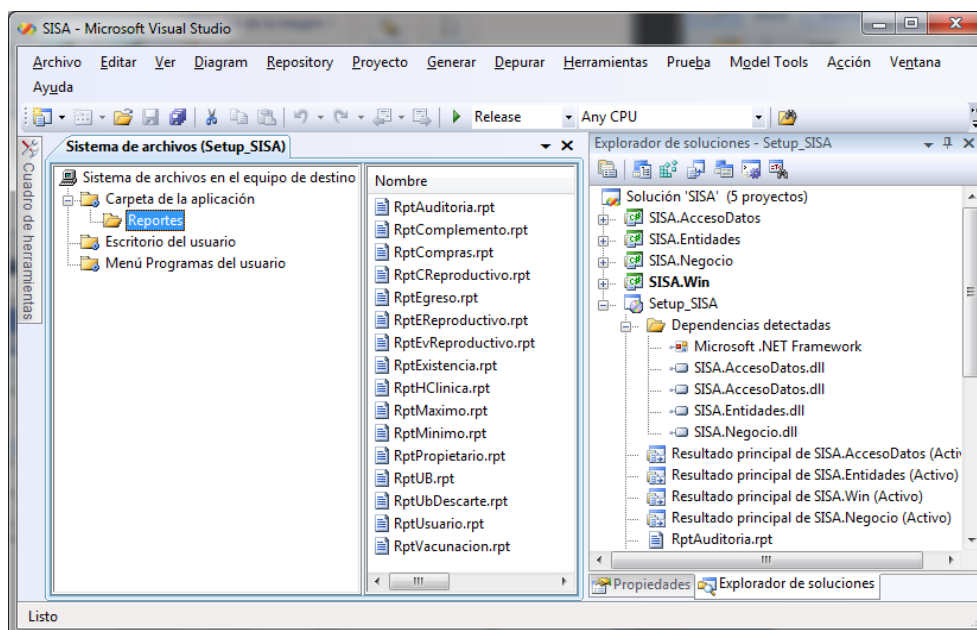 SISA - Microsoft Visual Studio
Archivo Editar Ver Diagram Repository Proyecto Generar Depurar Herramientas Prueba Model Tools Acción Ventana
Ayuda
Release Any CPU
Sistema de archivos (Setup_SISA)
Explorador de soluciones - Setup_SISA
Cuadro de herramientas
Sistema de archivos en el equipo de destino
Carpeta de la aplicación
Reportes
Escritorio del usuario
Menú Programas del usuario
Nombre
RptAuditoria.rpt
RptComplemento.rpt
RptCompras.rpt
RptCReproductivo.rpt
RptEgreso.rpt
RptEReproductivo.rpt
RptEvReproductivo.rpt
RptExistencia.rpt
RptHClinica.rpt
RptMaximo.rpt
RptMinimo.rpt
RptPropietario.rpt
RptUB.rpt
RptUbDescarte.rpt
RptUsuario.rpt
RptVacunacion.rpt
Solución 'SISA' (5 proyectos)
SISA.AccesoDatos
SISA.Entidades
SISA.Negocio
SISA.Win
Setup_SISA
Dependencias detectadas
Microsoft .NET Framework
SISA.AccesoDatos.dll
SISA.AccesoDatos.dll
SISA.Entidades.dll
SISA.Negocio.dll
Resultado principal de SISA.AccesoDatos (Activ
Resultado principal de SISA.Entidades (Activo)
Resultado principal de SISA.Win (Activo)
Resultado principal de SISA.Negocio (Activo)
RptAuditoria.rpt
Propiedades Explorador de soluciones
Listo